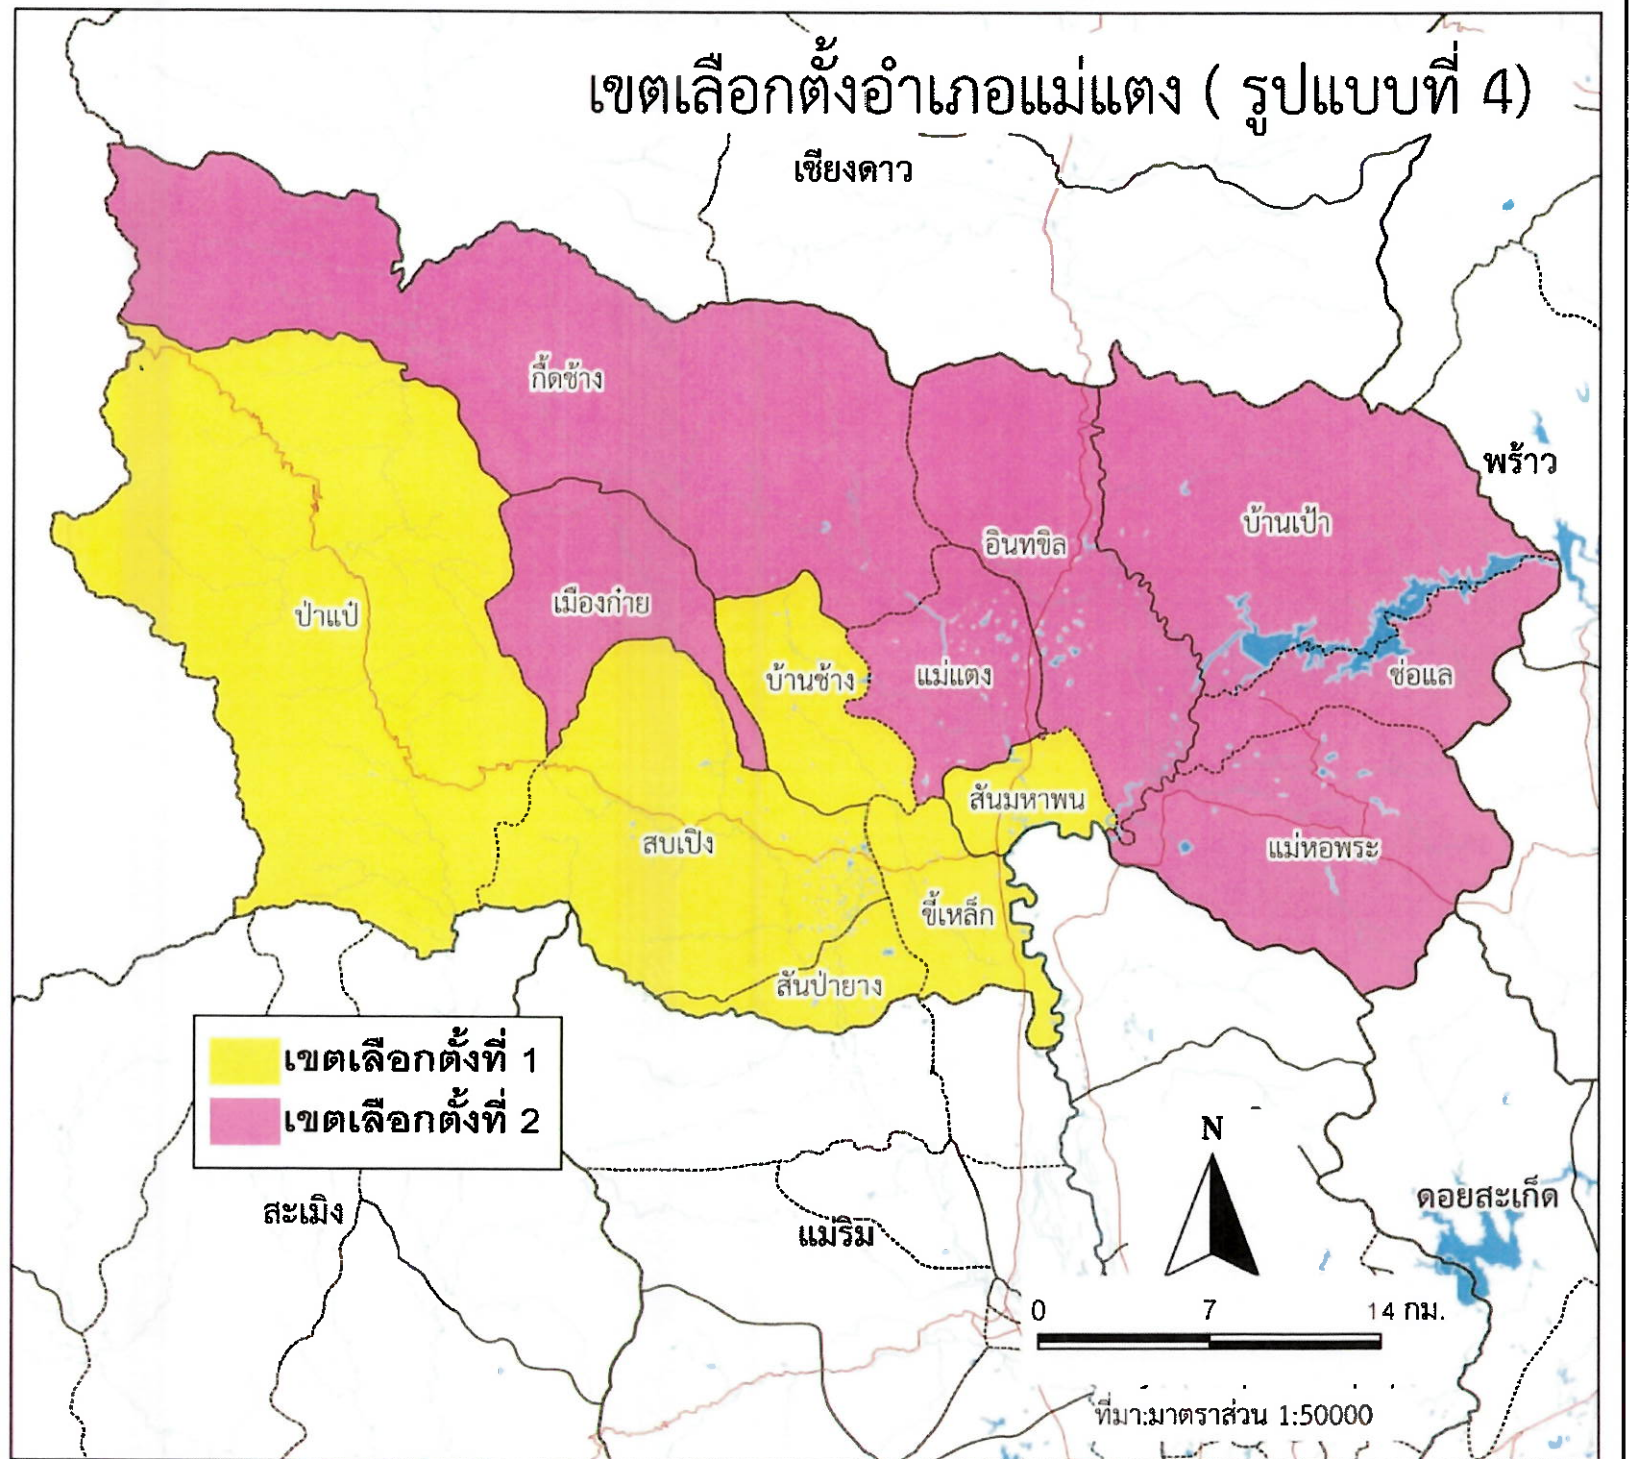 เขตเลือกตั้งอำเภอแม่แตง ( รูปแบบที่ 4)
เชียงดาว
กื้ดช้าง
พร้าว
บ้านเป้า
อินทขิล
เมืองก๋าย
ป่าแป๋
บ้านช้าง
แม่แตง
ช่อแล
สันมหาพน
สบเปิง
แม่หอพระ
ขี้เหล็ก
สันป่ายาง
เขตเลือกตั้งที่ 1
เขตเลือกตั้งที่ 2
N
สะเมิง
แม่ริม
ดอยสะเก็ด
0 7 14 กม.
ที่มา:มาตราส่วน 1:50000